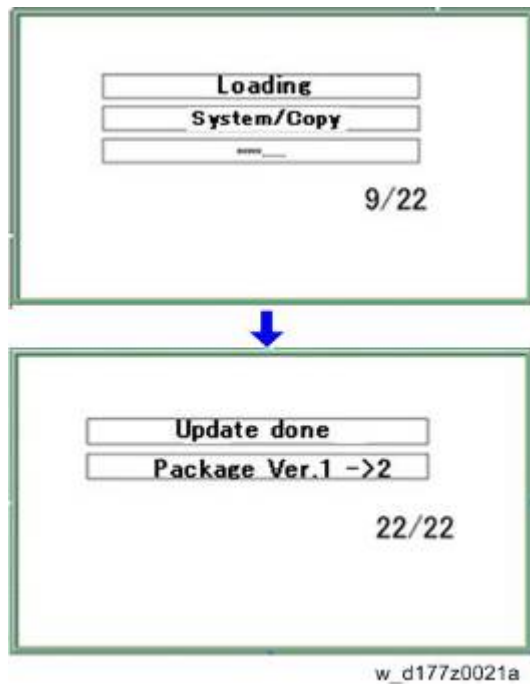 Loading
System/Copy
9/22
Update done
Package Ver.1 ->2
22/22
w_d177z0021a